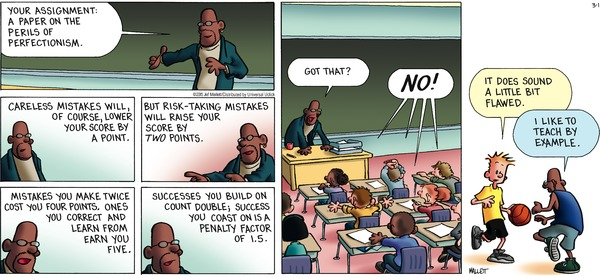 YOUR ASSIGNMENT:
A PAPER ON THE
PERILS OF
PERFECTIONISM.
CARELESS MISTAKES WILL,
OF COURSE, LOWER
YOUR SCORE BY
A POINT.
BUT RISK-TAKING MISTAKES
WILL RAISE YOUR
SCORE BY
TWO POINTS.
MISTAKES YOU MAKE TWICE
COST YOU FOUR POINTS. ONES
YOU CORRECT AND
LEARN FROM
EARN YOU
FIVE.
SUCCESSES YOU BUILD ON
COUNT DOUBLE; SUCCESS
YOU COAST ON IS A
PENALTY FACTOR
OF 1.5.
GOT THAT?
NO!
3-1
IT DOES SOUND
A LITTLE BIT
FLAWED.
I LIKE TO
TEACH BY
EXAMPLE.
MALLETT